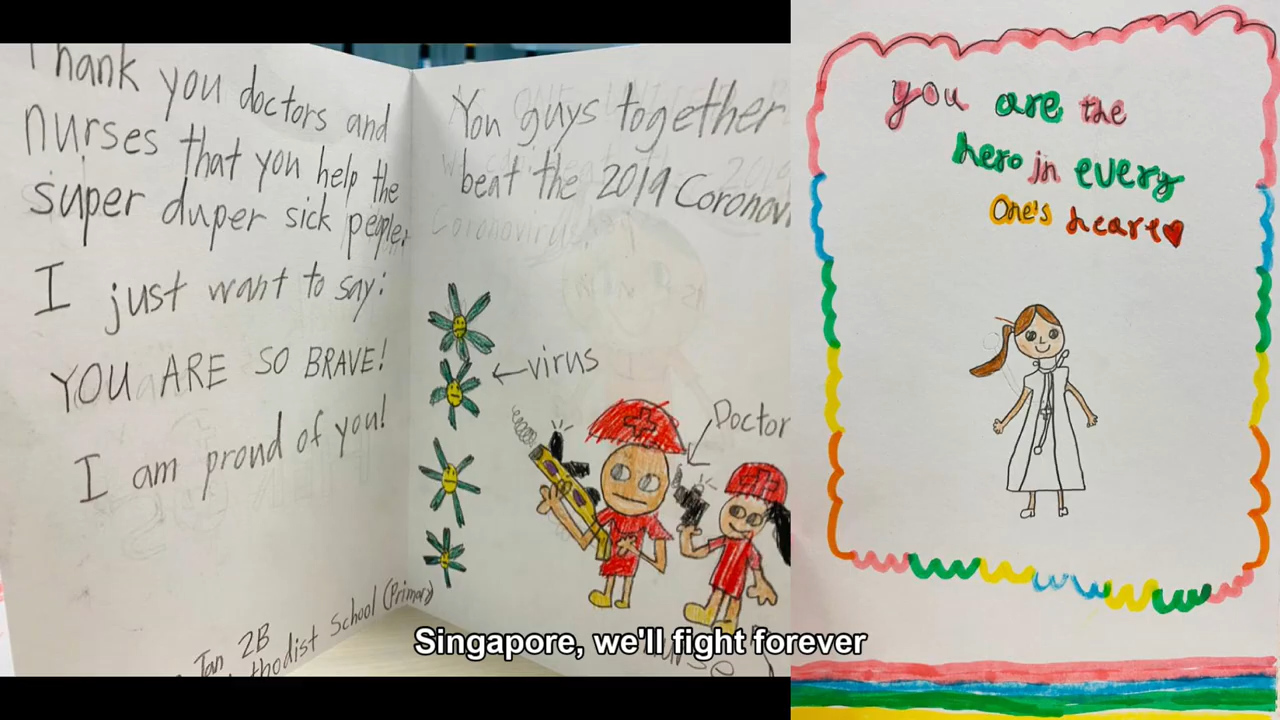 Thank you doctors and
nurses that you help the
super duper sick people.
I just want to say:
YOU ARE SO BRAVE!
I am proud of you!
Tan 2B
School (Primary)
You guys together
beat the 2019
←virus
Doctor
Singapore, we'll fight forever
you are the
hero in every
One's heart